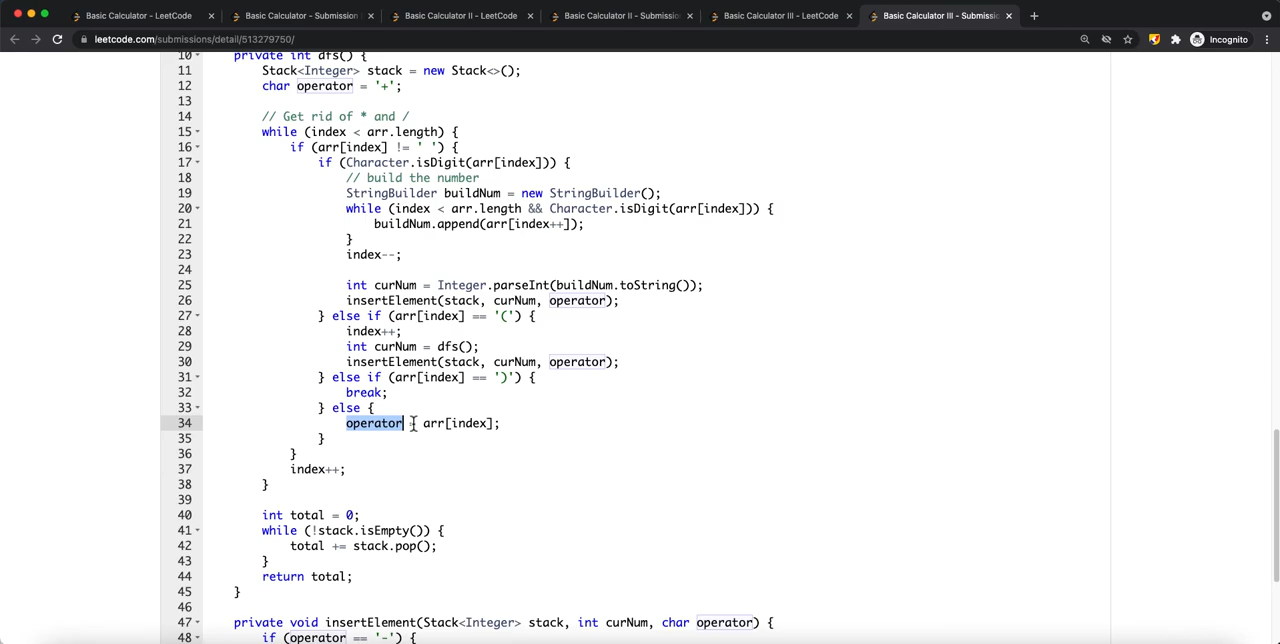 Basic Calculator - LeetCode
Basic Calculator - Submission
Basic Calculator II - LeetCode
Basic Calculator II - Submissio
Basic Calculator III - LeetCode
Basic Calculator III - Submissio
leetcode.com/submissions/detail/513279750/
Incognito
10 private int dfs() {
11 Stack<Integer> stack = new Stack<>();
12 char operator = '+';
13
14 // Get rid of * and /
15 while (index < arr.length) {
16 if (arr[index] != ' ') {
17 if (Character.isDigit(arr[index])) {
18 // build the number
19 StringBuilder buildNum = new StringBuilder();
20 while (index < arr.length && Character.isDigit(arr[index])) {
21 buildNum.append(arr[index++]);
22 }
23 index--;
24
25 int curNum = Integer.parseInt(buildNum.toString());
26 insertElement(stack, curNum, operator);
27 } else if (arr[index] == '(') {
28 index++;
29 int curNum = dfs();
30 insertElement(stack, curNum, operator);
31 } else if (arr[index] == ')') {
32 break;
33 } else {
34 operator = arr[index];
35 }
36 }
37 index++;
38 }
39
40 int total = 0;
41 while (!stack.isEmpty()) {
42 total += stack.pop();
43 }
44 return total;
45 }
46
47 private void insertElement(Stack<Integer> stack, int curNum, char operator) {
48 if (operator == '-') {